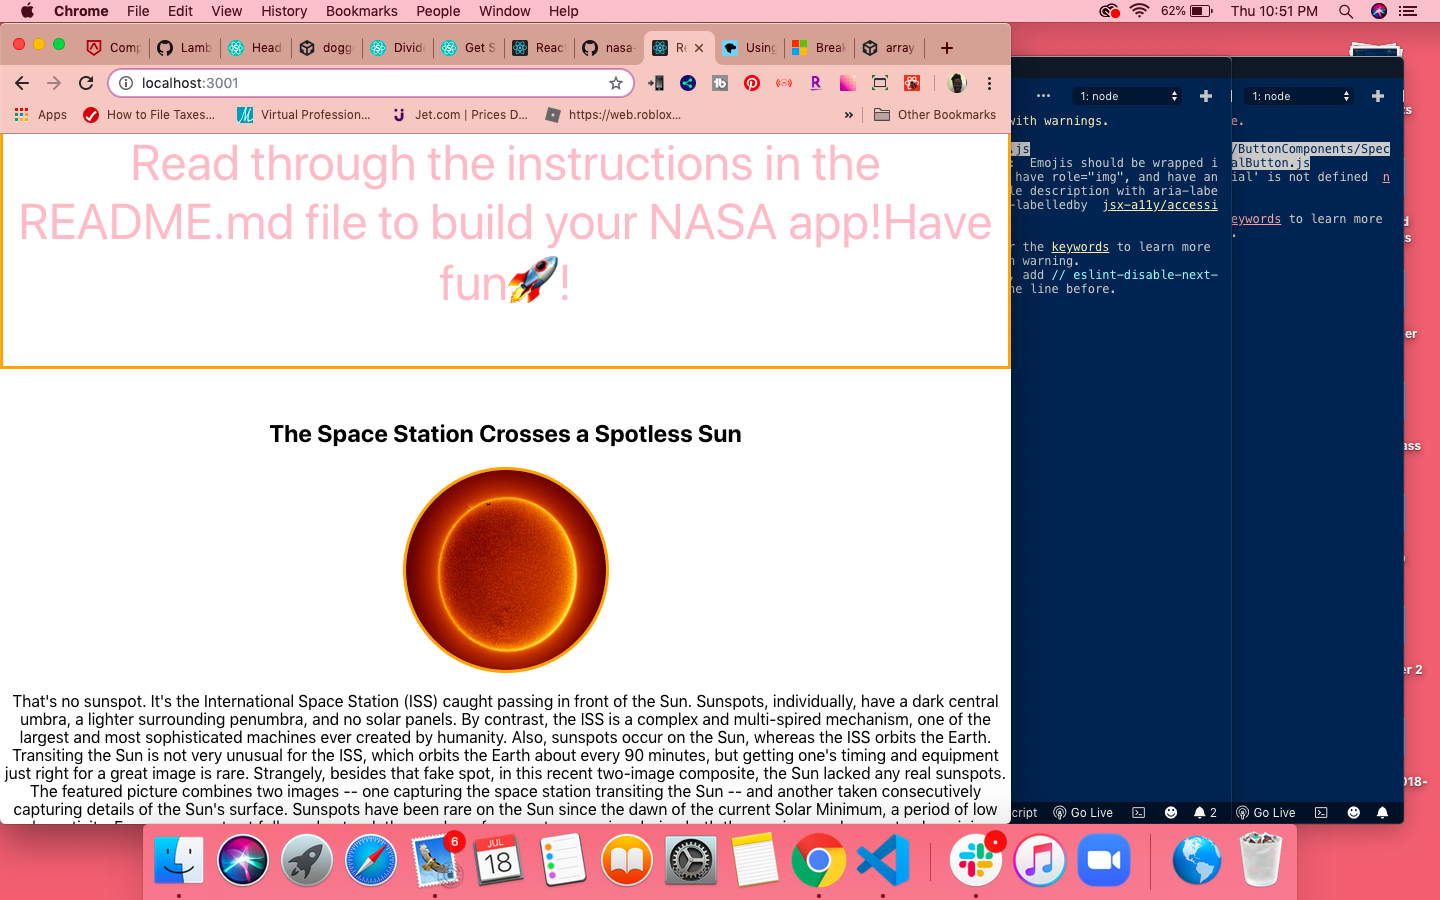 Chrome File Edit View History Bookmarks People Window Help 62% Thu 10:51 PM
Comp Lamb Head dogg Divid Get S React nasa- Re Using Break array
localhost:3001
Apps How to File Taxes... Virtual Profession... Jet.com | Prices D... https://web.roblox... » Other Bookmarks
Read through the instructions in the
README.md file to build your NASA app!Have
fun🚀!
The Space Station Crosses a Spotless Sun
That's no sunspot. It's the International Space Station (ISS) caught passing in front of the Sun. Sunspots, individually, have a dark central
umbra, a lighter surrounding penumbra, and no solar panels. By contrast, the ISS is a complex and multi-spired mechanism, one of the
largest and most sophisticated machines ever created by humanity. Also, sunspots occur on the Sun, whereas the ISS orbits the Earth.
Transiting the Sun is not very unusual for the ISS, which orbits the Earth about every 90 minutes, but getting one's timing and equipment
just right for a great image is rare. Strangely, besides that fake spot, in this recent two-image composite, the Sun lacked any real sunspots.
The featured picture combines two images -- one capturing the space station transiting the Sun -- and another taken consecutively
capturing details of the Sun's surface. Sunspots have been rare on the Sun since the dawn of the current Solar Minimum, a period of low
1: node
with warnings.
.js
: Emojis should be wrapped i
have role="img", and have an
le description with aria-labe
-labelledby jsx-a11y/accessi
r the keywords to learn more
n warning.
, add // eslint-disable-next-
ne line before.
cript Go Live 2
1: node
e.
/ButtonComponents/Spec
alButton.js
ial' is not defined n
eywords to learn more
.
Go Live
ts
d
ts
er
ass
r 2
018-
6
JUL
18